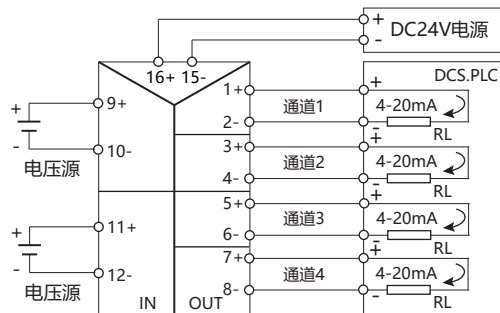 +
-
DC24V电源
16+ 15-
DCS.PLC
+
9+
-
10-
电压源
+
11+
-
12-
电压源
IN OUT
1+
2-
3+
4-
5+
6-
7+
8-
通道1
通道2
通道3
通道4
+
4-20mA
-
RL
+
4-20mA
-
RL
+
4-20mA
-
RL
+
4-20mA
-
RL